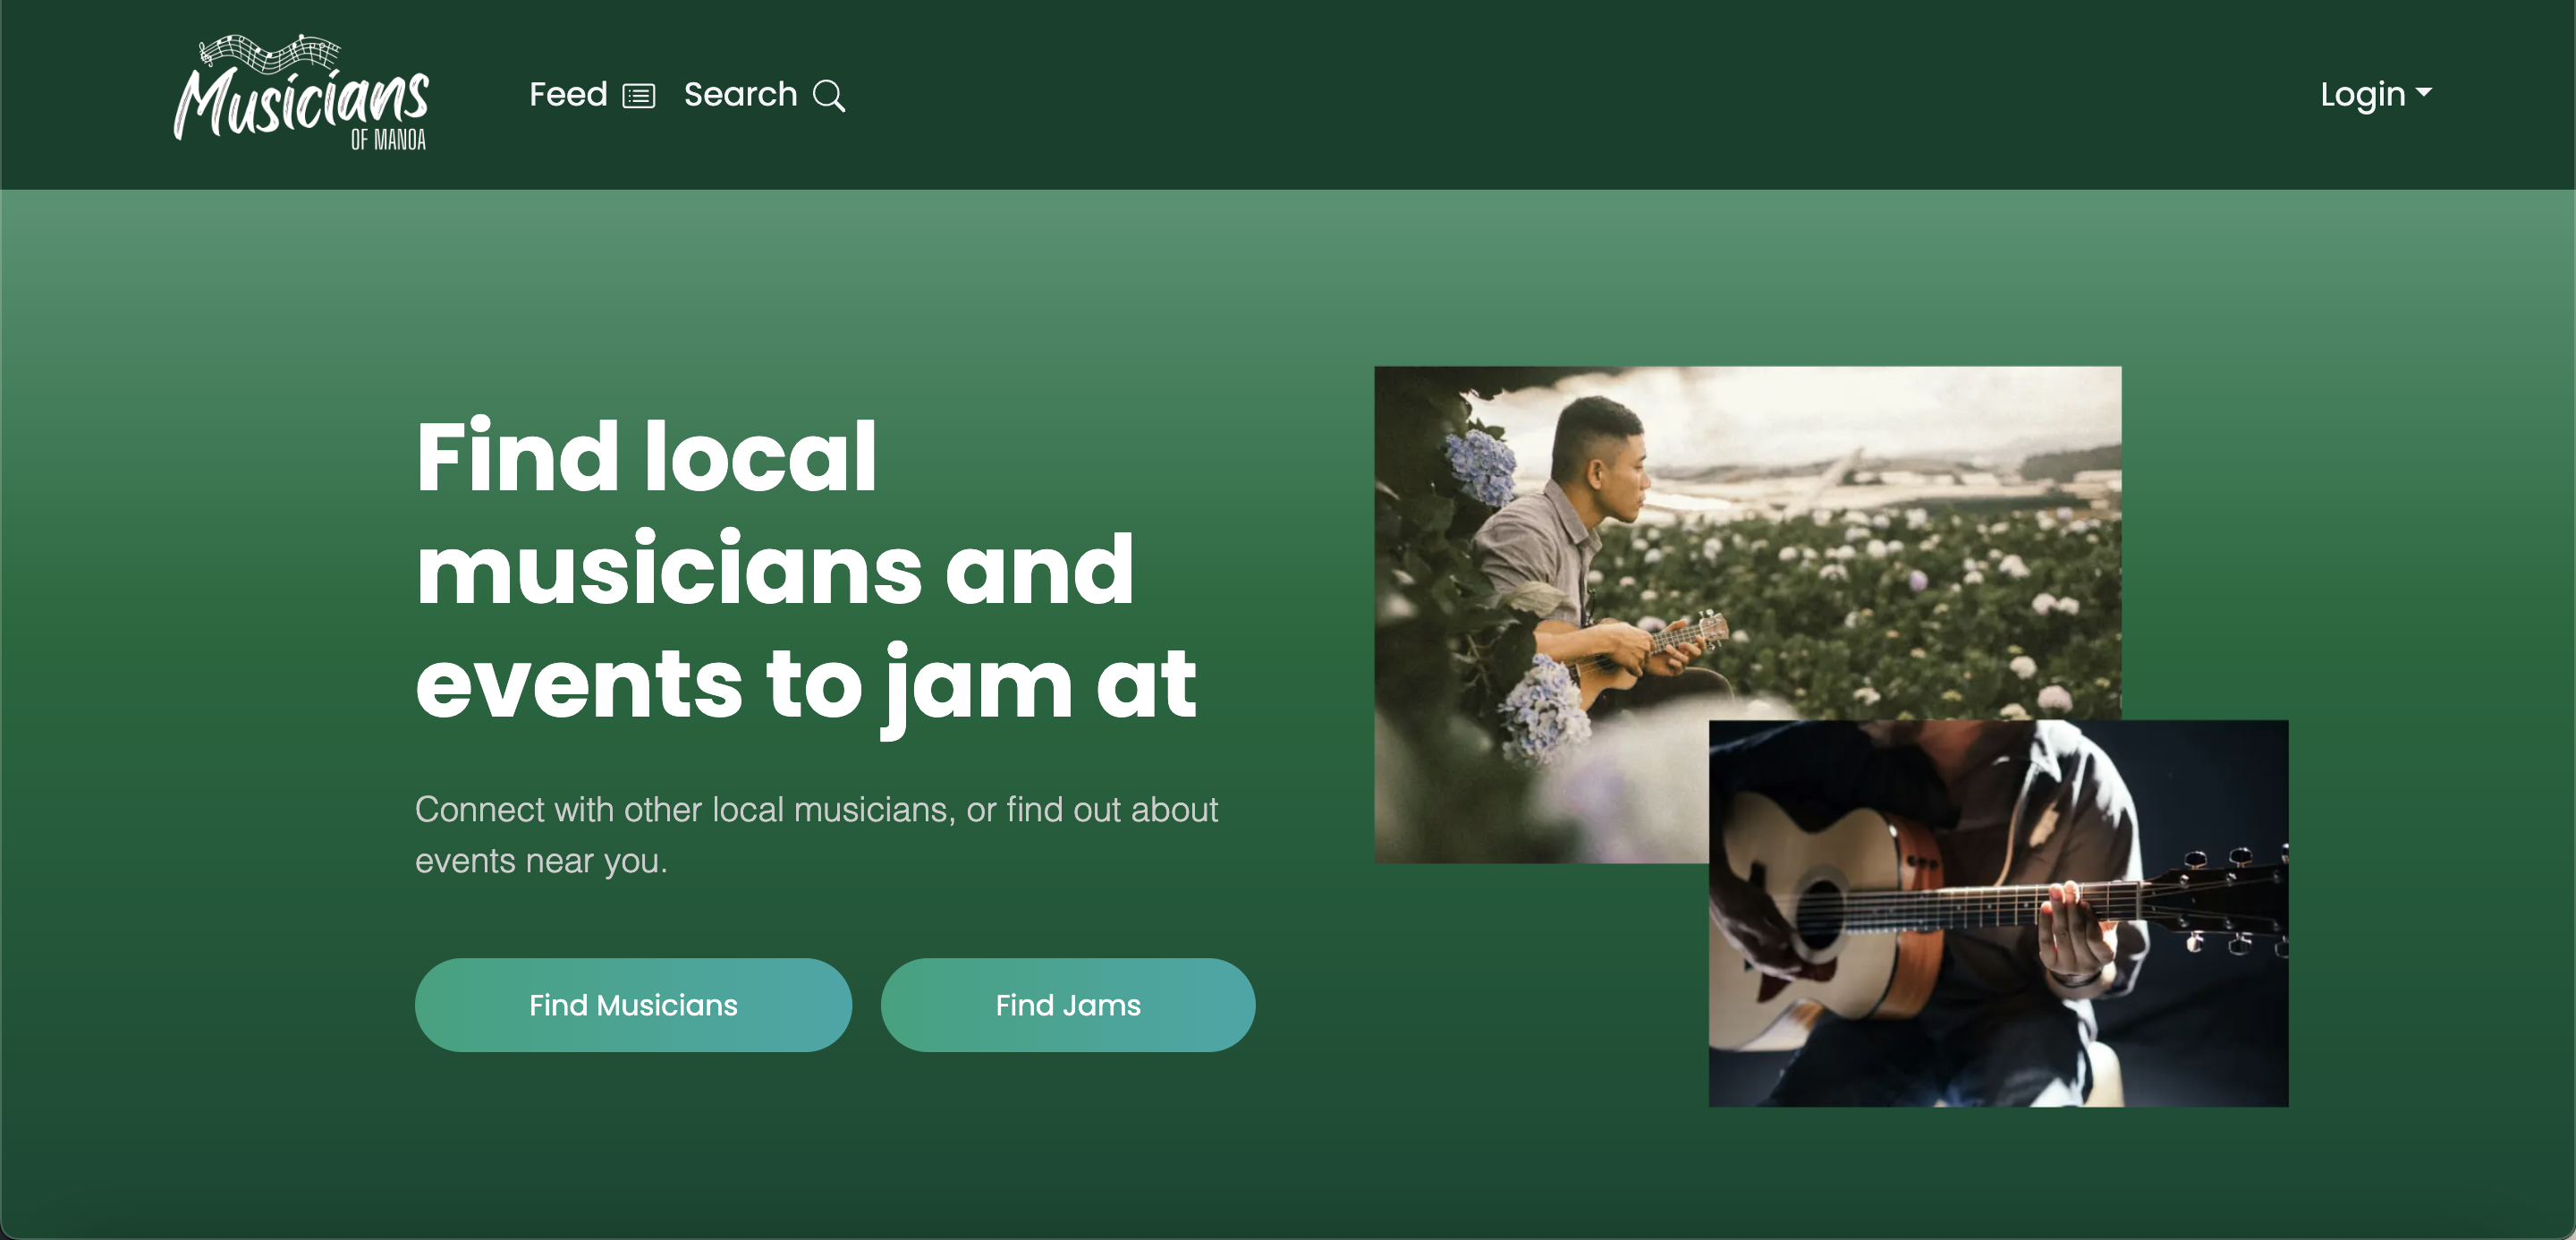 Musicians
OF MANOA
Feed
Search
Login
Find local
musicians and
events to jam at
Connect with other local musicians, or find out about
events near you.
Find Musicians
Find Jams